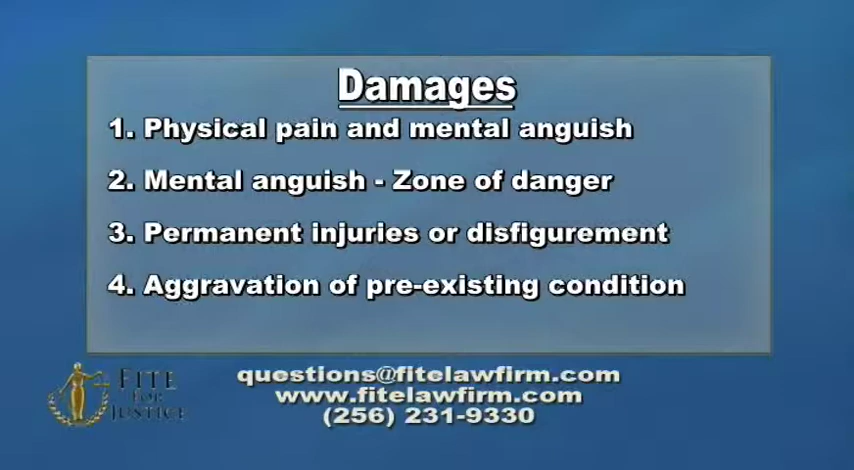 Damages
1. Physical pain and mental anguish
2. Mental anguish - Zone of danger
3. Permanent injuries or disfigurement
4. Aggravation of pre-existing condition
FITE
FOR
JUSTICE
questions@fitelawfirm.com
www.fitelawfirm.com
(256) 231-9330